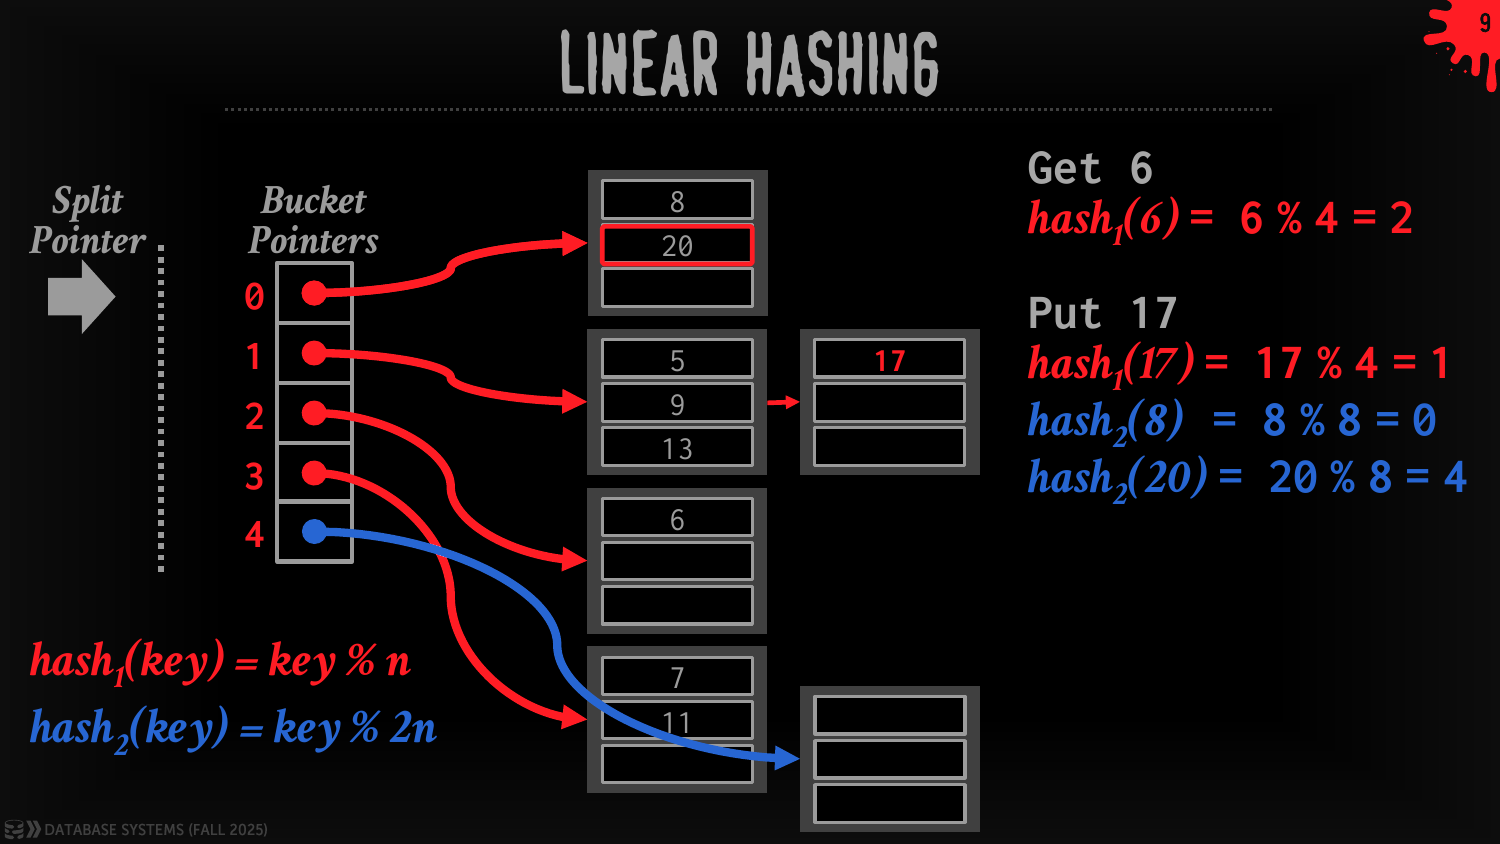 LINEAR HASHING
9
Split
Pointer
Bucket
Pointers
0
1
2
3
4
8
20
5
9
13
17
6
7
11
Get 6
hash1(6) = 6 % 4 = 2
Put 17
hash1(17) = 17 % 4 = 1
hash2(8) = 8 % 8 = 0
hash2(20) = 20 % 8 = 4
hash1(key) = key % n
hash2(key) = key % 2n
DATABASE SYSTEMS (FALL 2025)